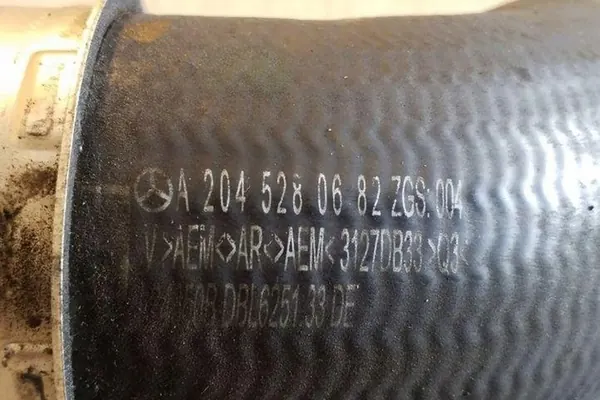 A 204 528 06 82 ZGS: 004
V >AEM<>AR<>AEM< 3127DB33 >Q3<
DBL6251.33 DE